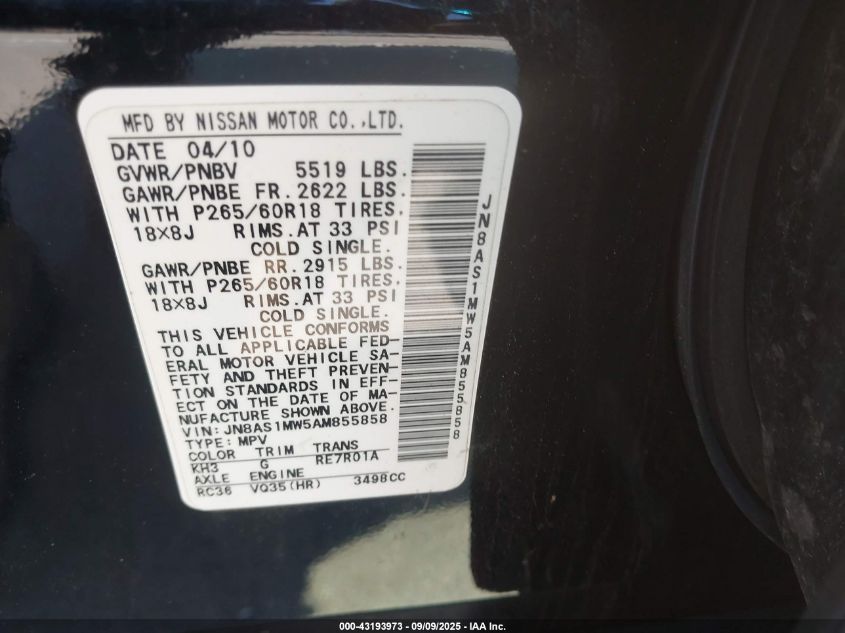 MFD BY NISSAN MOTOR CO.,LTD.
DATE 04/10
GVWR/PNBV 5519 LBS.
GAWR/PNBE FR. 2622 LBS.
WITH P265/60R18 TIRES.
18X8J RIMS. AT 33 PSI
COLD SINGLE.
GAWR/PNBE RR. 2915 LBS.
WITH P265/60R18 TIRES.
18X8J RIMS. AT 33 PSI
COLD SINGLE.
THIS VEHICLE CONFORMS
TO ALL APPLICABLE FED-
ERAL MOTOR VEHICLE SA-
FETY AND THEFT PREVEN-
TION STANDARDS IN EFF-
ECT ON THE DATE OF MA-
NUFACTURE SHOWN ABOVE.
VIN: JN8AS1MW5AM855858
TYPE: MPV
COLOR TRIM TRANS
KH3 G RE7R01A
AXLE ENGINE
RC36 VQ35(HR) 3498CC
JN8AS1MW5AM855858
000-43193973 - 09/09/2025 - IAA Inc.